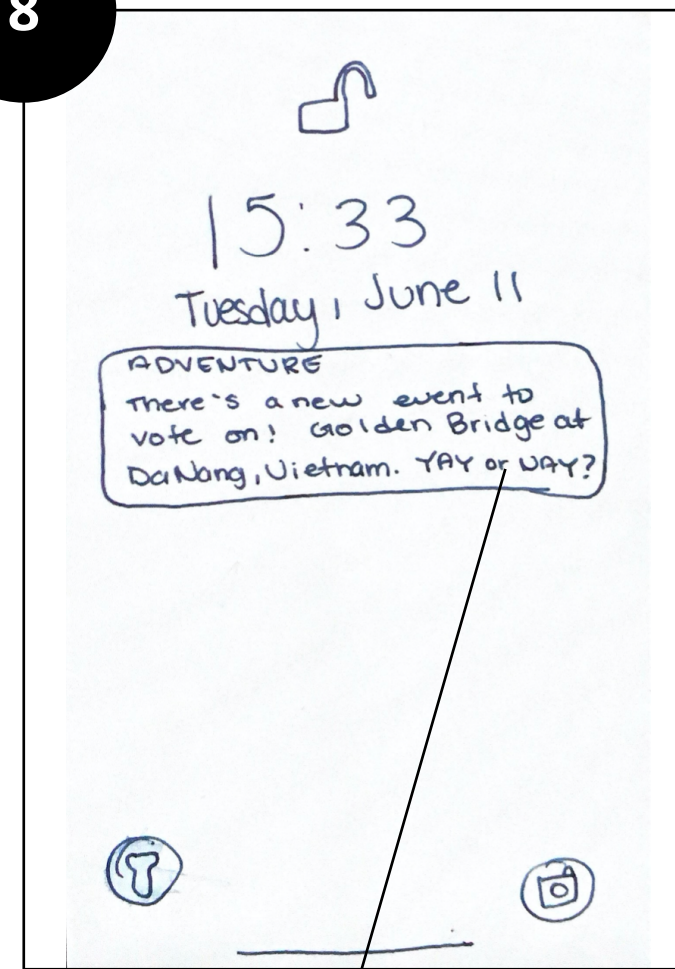 8
15:33
Tuesday, June 11
ADVENTURE
There's a new event to
vote on! Golden Bridge at
DaNang, Vietnam. YAY or NAY?